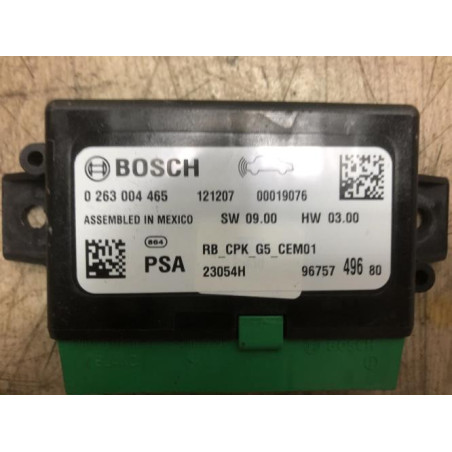 BOSCH
0 263 004 465 121207 00019076
ASSEMBLED IN MEXICO SW 09.00 HW 03.00
PSA RB_CPK_G5_CEM01
23054H 96757 496 80